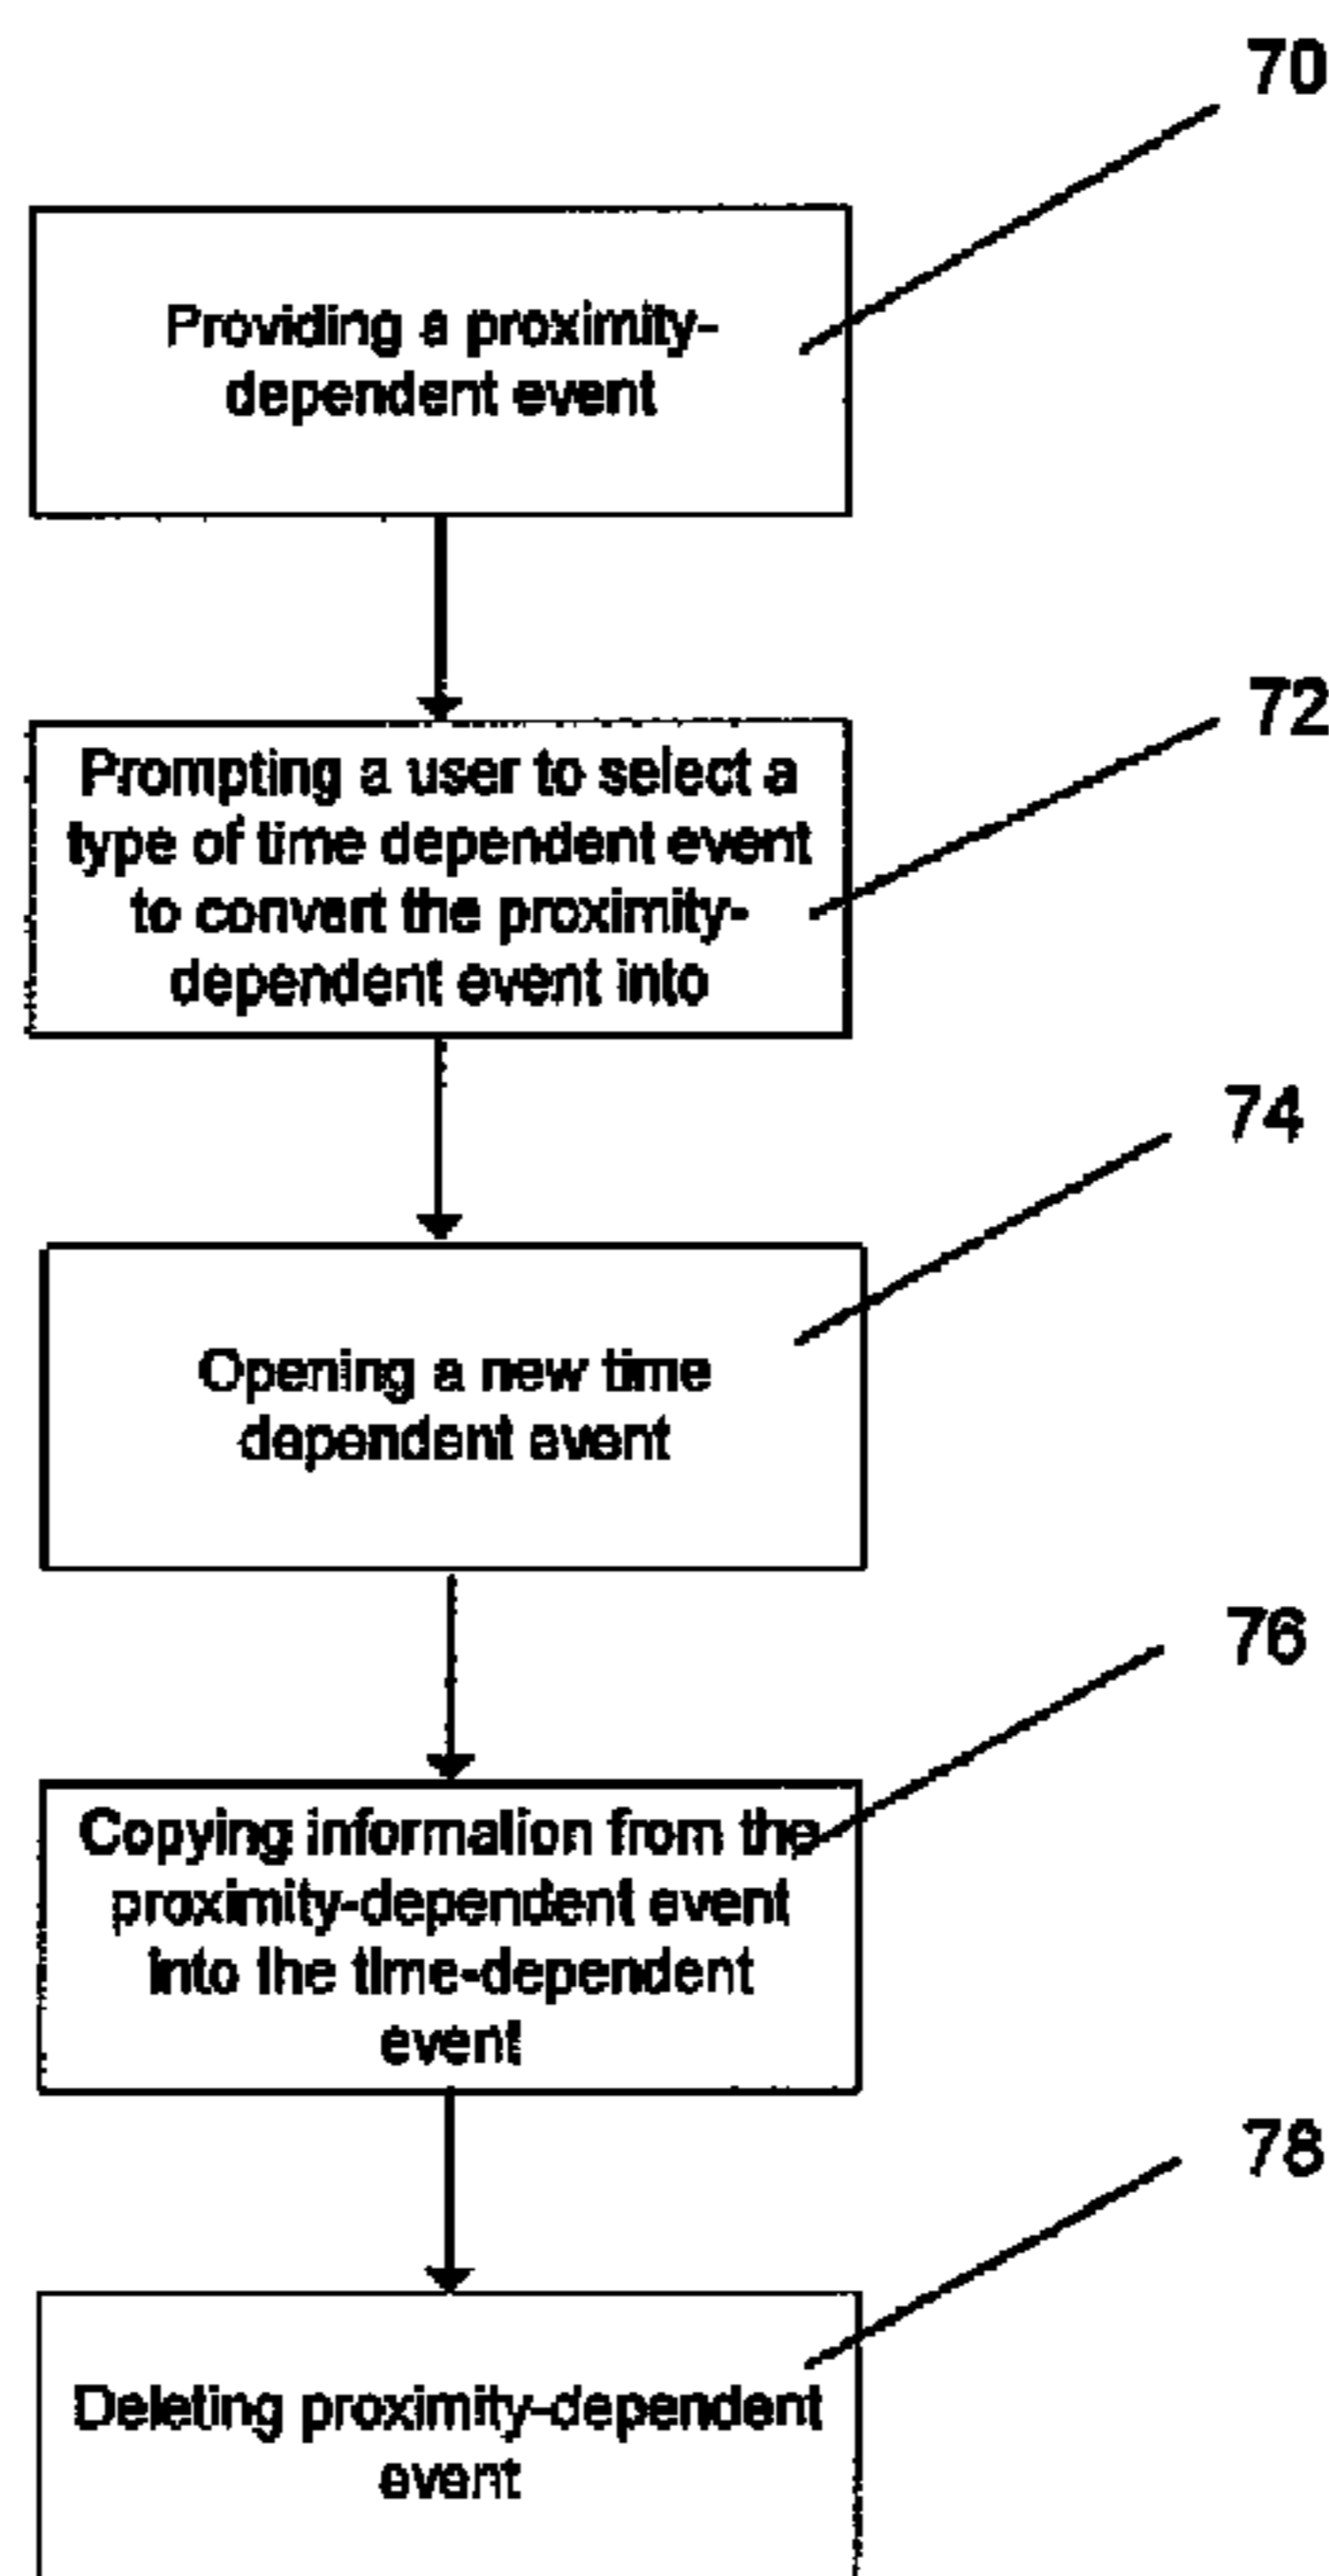 70
Providing a proximity-
dependent event
72
Prompting a user to select a
type of time dependent event
to convert the proximity-
dependent event into
74
Opening a new time
dependent event
76
Copying information from the
proximity-dependent event
into the time-dependent
event
78
Deleting proximity-dependent
event